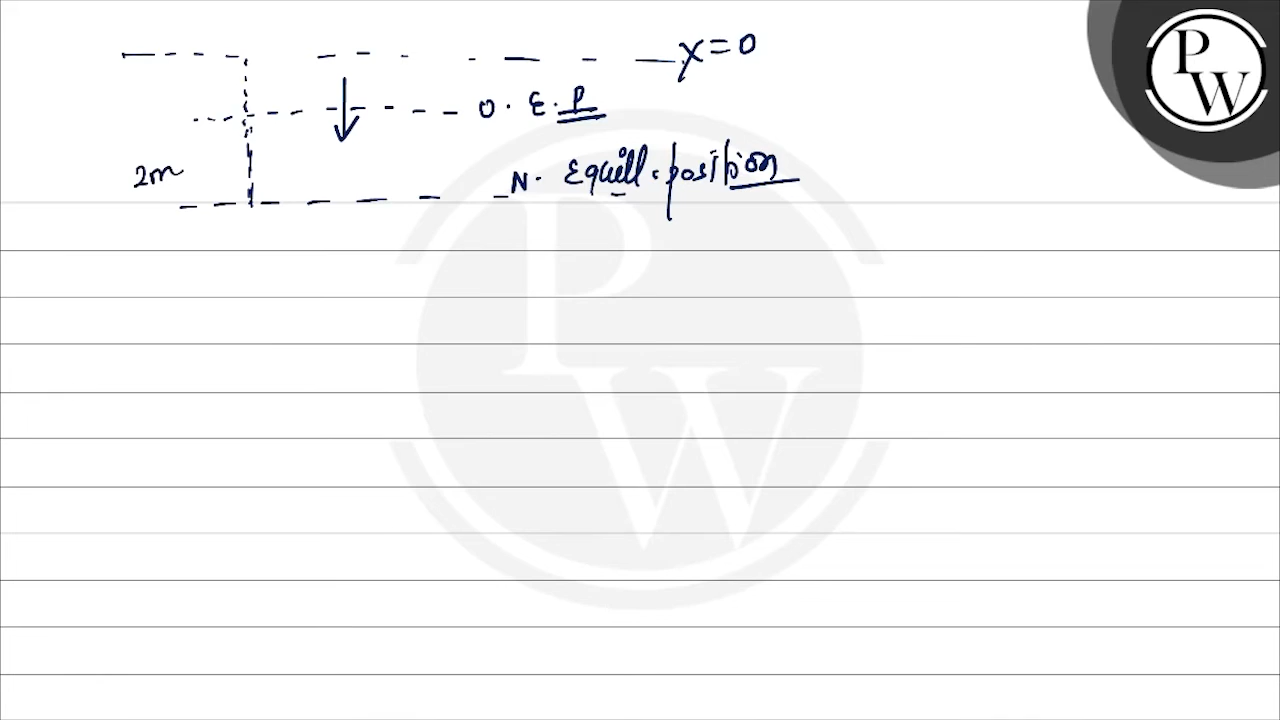 x=0
O. E.P
2m
N. Equill. position
P
W
P
W